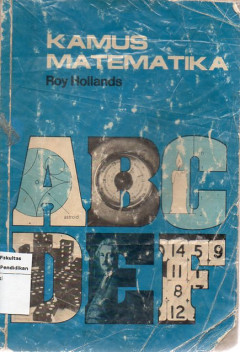 KAMUS
MATEMATIKA
Roy Hollands
ABC
Fakultas
Pendidikan
DEF
14 5 9
11
8
12